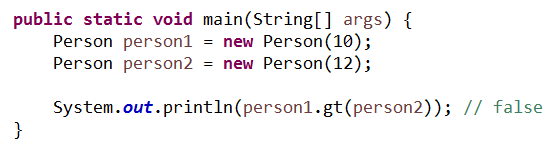 public static void main(String[] args) {
    Person person1 = new Person(10);
    Person person2 = new Person(12);
    System.out.println(person1.gt(person2)); // false
}